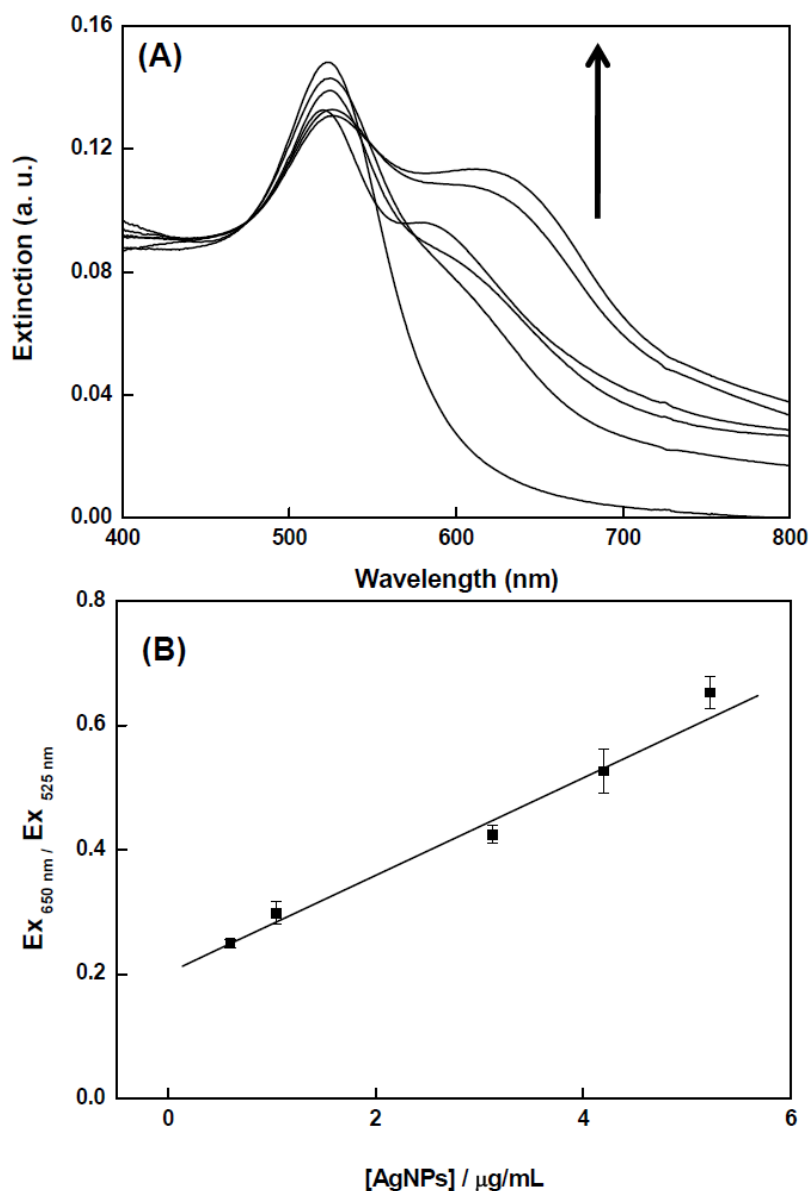 (A)
Extinction (a. u.)
0.16
0.12
0.08
0.04
0.00
400 500 600 700 800
Wavelength (nm)
(B)
Ex 650 nm / Ex 525 nm
0.8
0.6
0.4
0.2
0.0
0 2 4 6
[AgNPs] / μg/mL